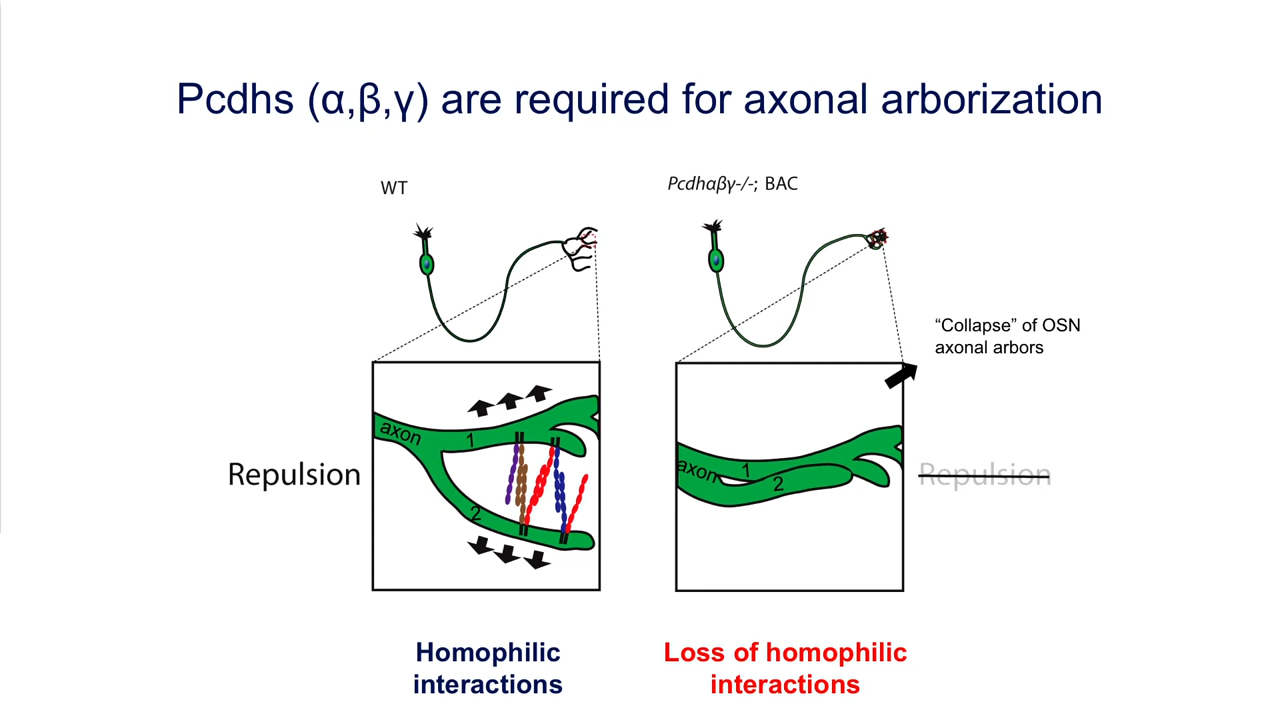 Pcdhs (α,β,γ) are required for axonal arborization
WT
Pcdhαβγ-/-; BAC
“Collapse” of OSN
axonal arbors
axon
1
2
Repulsion
axon
1
2
Repulsion
Homophilic
interactions
Loss of homophilic
interactions